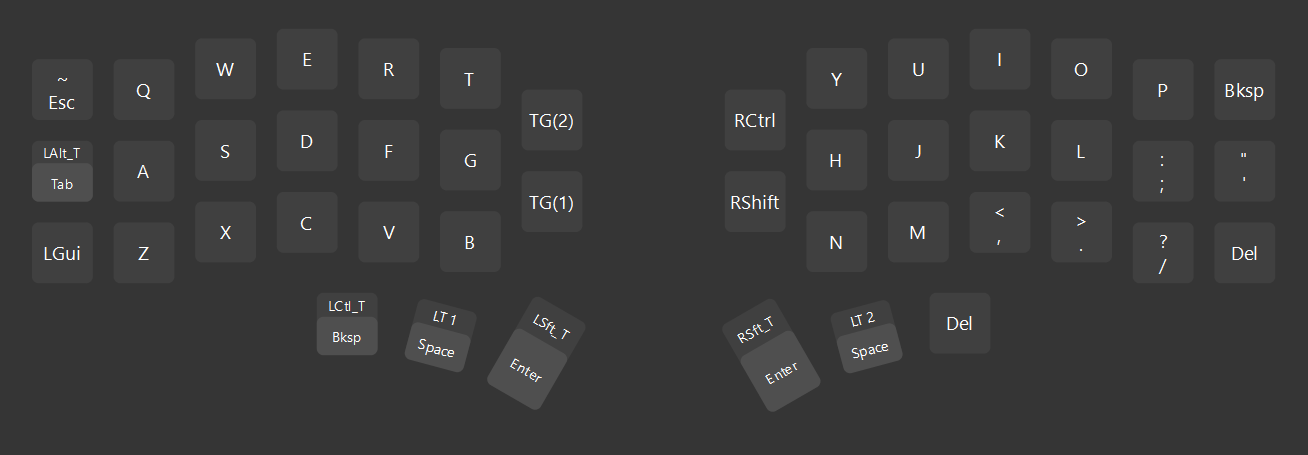 ~
Esc
Q
W
E
R
T
TG(2)
RCtrl
Y
U
I
O
P
Bksp
LAlt_T
Tab
A
S
D
F
G
TG(1)
RShift
H
J
K
L
:
;
"
'
LGui
Z
X
C
V
B
N
M
<
,
>
.
?
/
Del
LCtl_T
Bksp
LT 1
Space
LSft_T
Enter
RSft_T
Enter
LT 2
Space
Del